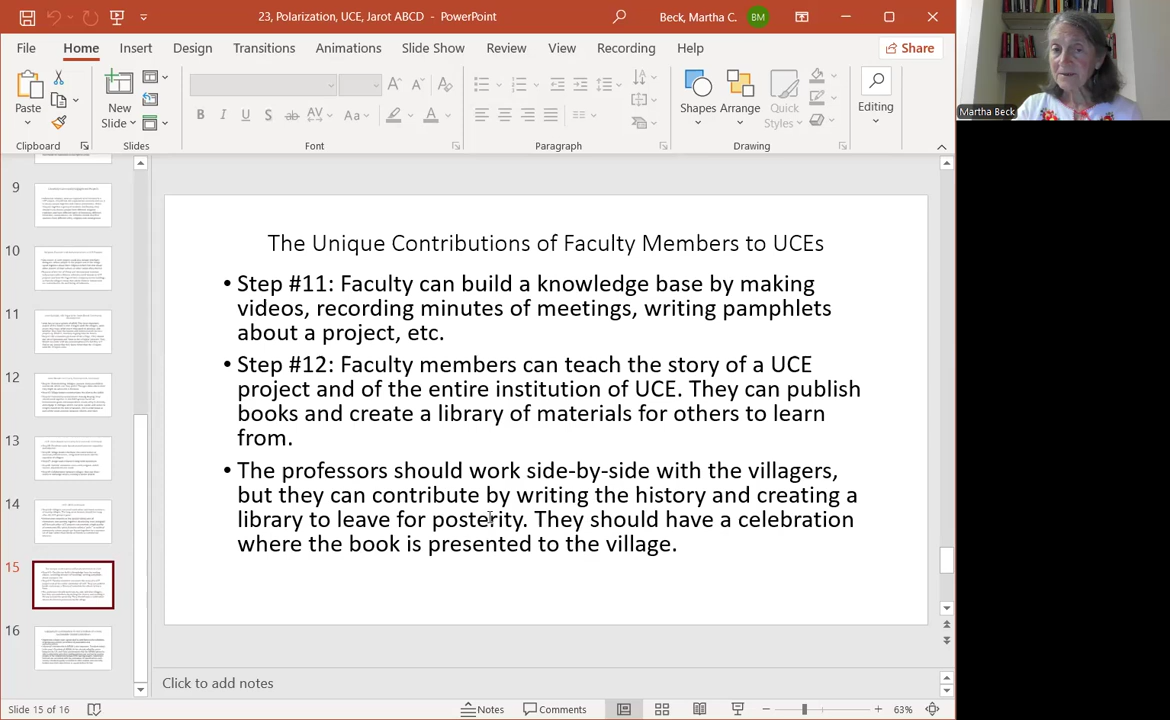 23, Polarization, UCE, Jarot ABCD - PowerPoint
Beck, Martha C.
BM
File Home Insert Design Transitions Animations Slide Show Review View Recording Help
Share
Paste
New
Slide
Shapes
Arrange
Quick
Styles
Editing
Clipboard
Slides
Font
Paragraph
Drawing
Martha Beck
9
10
11
12
13
14
15
16
The Unique Contributions of Faculty Members to UCEs
• Step #11: Faculty can build a knowledge base by making
videos, recording minutes of meetings, writing pamphlets
about a project, etc.
• Step #12: Faculty members can teach the story of a UCE
project and of the entire institution of UCE. They can publish
books and create a library of materials for others to learn
from.
• The professors should work side-by-side with the villagers,
but they can contribute by writing the history and creating a
library to leave for posterity. They should have a celebration
where the book is presented to the village.
Click to add notes
Slide 15 of 16
Notes
Comments
63%